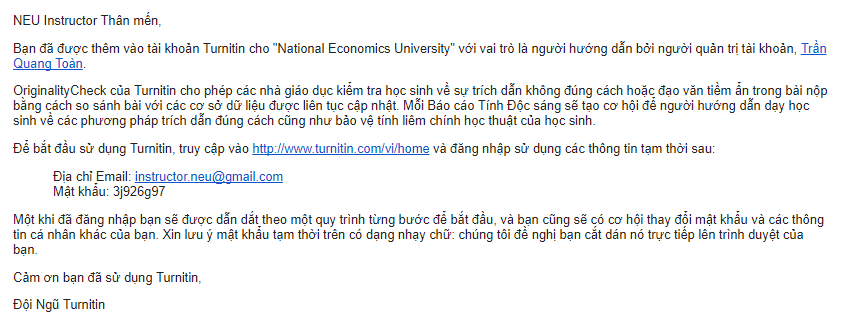 NEU Instructor Thân mến,
Bạn đã được thêm vào tài khoản Turnitin cho "National Economics University" với vai trò là người hướng dẫn bởi người quản trị tài khoản, Trần
Quang Toàn.
OriginalityCheck của Turnitin cho phép các nhà giáo dục kiểm tra học sinh về sự trích dẫn không đúng cách hoặc đạo văn tiềm ẩn trong bài nộp
bằng cách so sánh bài với các cơ sở dữ liệu được liên tục cập nhật. Mỗi Báo cáo Tính Độc sáng sẽ tạo cơ hội để người hướng dẫn dạy học
sinh về các phương pháp trích dẫn đúng cách cũng như bảo vệ tính liêm chính học thuật của học sinh.
Để bắt đầu sử dụng Turnitin, truy cập vào http://www.turnitin.com/vi/home và đăng nhập sử dụng các thông tin tạm thời sau:
Địa chỉ Email: instructor.neu@gmail.com
Mật khẩu: 3j926g97
Một khi đã đăng nhập bạn sẽ được dẫn dắt theo một quy trình từng bước để bắt đầu, và bạn cũng sẽ có cơ hội thay đổi mật khẩu và các thông
tin cá nhân khác của bạn. Xin lưu ý mật khẩu tạm thời trên có dạng nhạy chữ: chúng tôi đề nghị bạn cắt dán nó trực tiếp lên trình duyệt của
bạn.
Cảm ơn bạn đã sử dụng Turnitin,
Đội Ngũ Turnitin